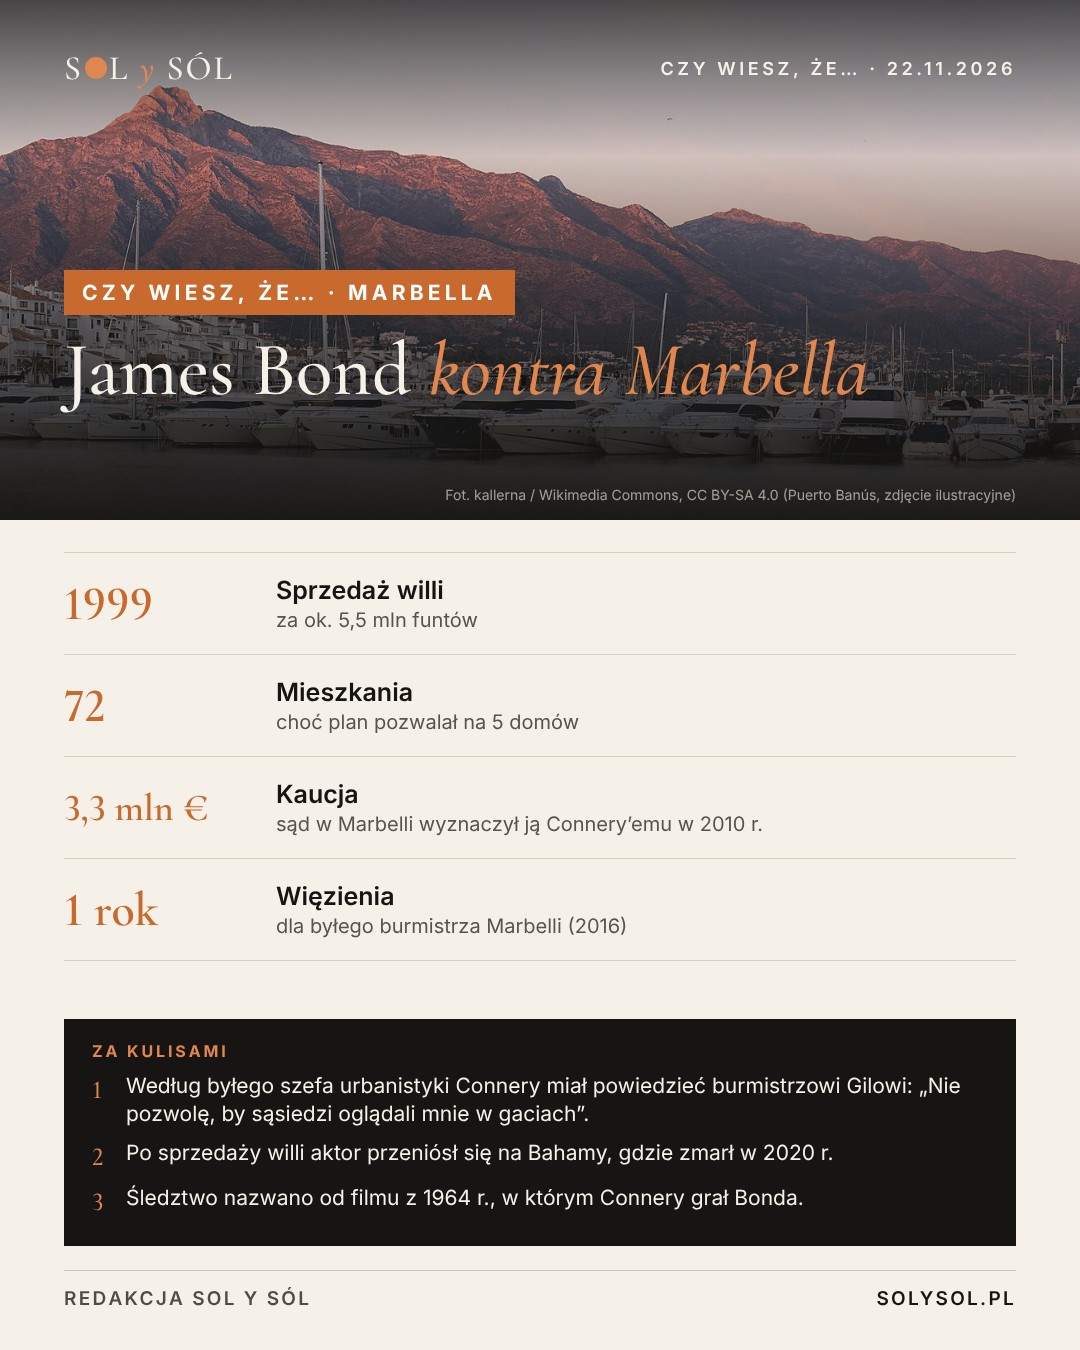 SOL y SÓL
CZY WIESZ, ŻE… · 22.11.2026
CZY WIESZ, ŻE… · MARBELLA
James Bond kontra Marbella
Fot. kallerna / Wikimedia Commons, CC BY-SA 4.0 (Puerto Banús, zdjęcie ilustracyjne)
1999
Sprzedaż willi
za ok. 5,5 mln funtów
72
Mieszkania
choć plan pozwalał na 5 domów
3,3 mln €
Kaucja
sąd w Marbelli wyznaczył ją Connery’emu w 2010 r.
1 rok
Więzienia
dla byłego burmistrza Marbelli (2016)
ZA KULISAMI
1 Według byłego szefa urbanistyki Connery miał powiedzieć burmistrzowi Gilowi: „Nie
pozwolę, by sąsiedzi oglądali mnie w gaciach”.
2 Po sprzedaży willi aktor przeniósł się na Bahamy, gdzie zmarł w 2020 r.
3 Śledztwo nazwano od filmu z 1964 r., w którym Connery grał Bonda.
REDAKCJA SOL Y SÓL
SOLYSOL.PL